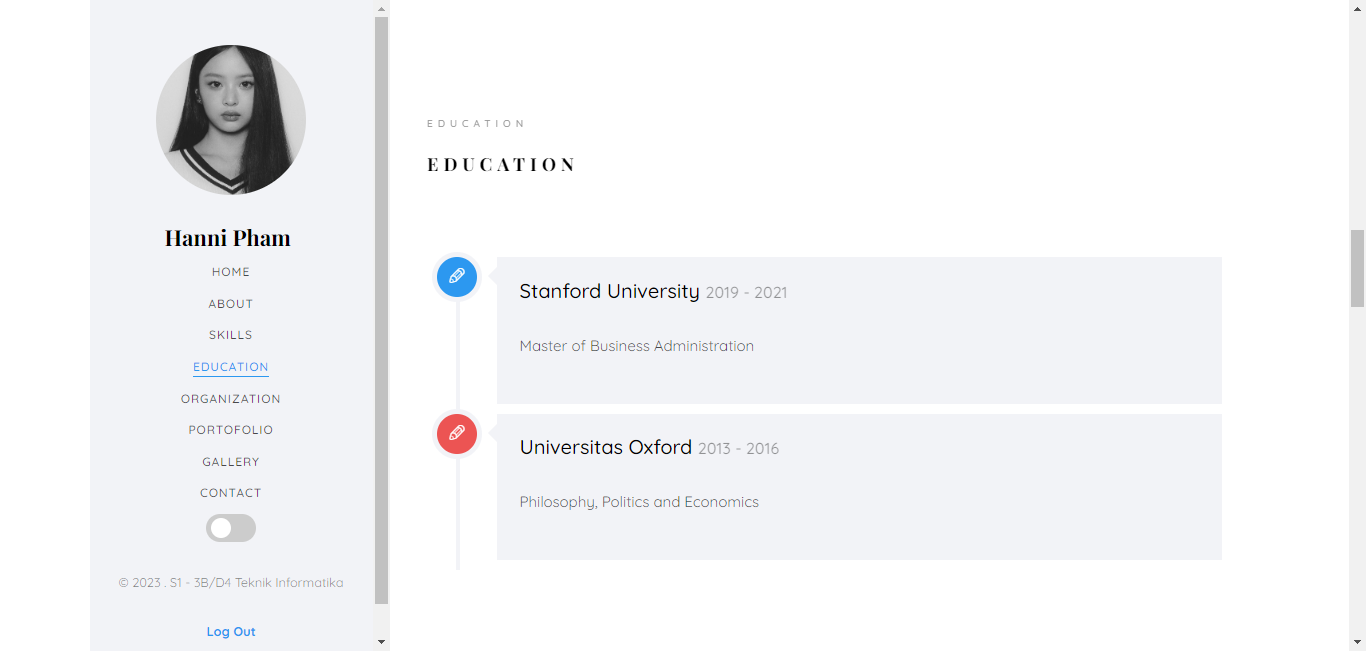 Hanni Pham
HOME
ABOUT
SKILLS
EDUCATION
ORGANIZATION
PORTOFOLIO
GALLERY
CONTACT
© 2023 . S1 - 3B/D4 Teknik Informatika
Log Out
EDUCATION
EDUCATION
Stanford University 2019 - 2021
Master of Business Administration
Universitas Oxford 2013 - 2016
Philosophy, Politics and Economics